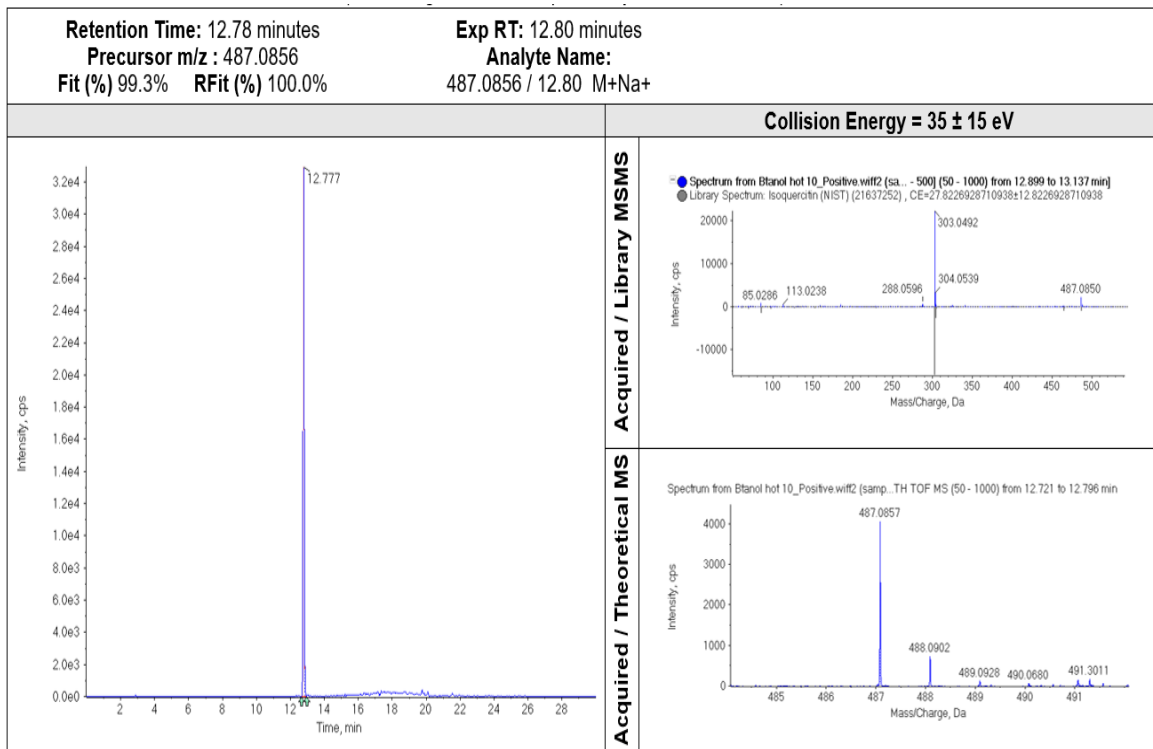 Retention Time: 12.78 minutes
Exp RT: 12.80 minutes
Precursor m/z : 487.0856
Analyte Name:
Fit (%) 99.3% RFit (%) 100.0%
487.0856 / 12.80 M+Na+
Collision Energy = 35 ± 15 eV
3.2e4
3.0e4
2.8e4
2.6e4
2.4e4
2.2e4
2.0e4
1.8e4
1.6e4
1.4e4
1.2e4
1.0e4
8.0e3
6.0e3
4.0e3
2.0e3
0.0e0
Intensity, cps
12.777
2 4 6 8 10 12 14 16 18 20 22 24 26 28
Time, min
Acquired / Library MSMS
Spectrum from Btanol hot 10_Positive.wiff2 (sa... - 500] (50 - 1000) from 12.899 to 13.137 min]
Library Spectrum: Isoquercitin (NIST) (21637252) , CE=27.8226928710938±12.8226928710938
20000
10000
0
-10000
Intensity, cps
303.0492
304.0539
288.0596
113.0238
85.0286
487.0850
100 150 200 250 300 350 400 450 500
Mass/Charge, Da
Acquired / Theoretical MS
Spectrum from Btanol hot 10_Positive.wiff2 (samp...TH TOF MS (50 - 1000) from 12.721 to 12.796 min
4000
3000
2000
1000
0
Intensity, cps
487.0857
488.0902
489.0928
490.0680
491.3011
485 486 487 488 489 490 491
Mass/Charge, Da